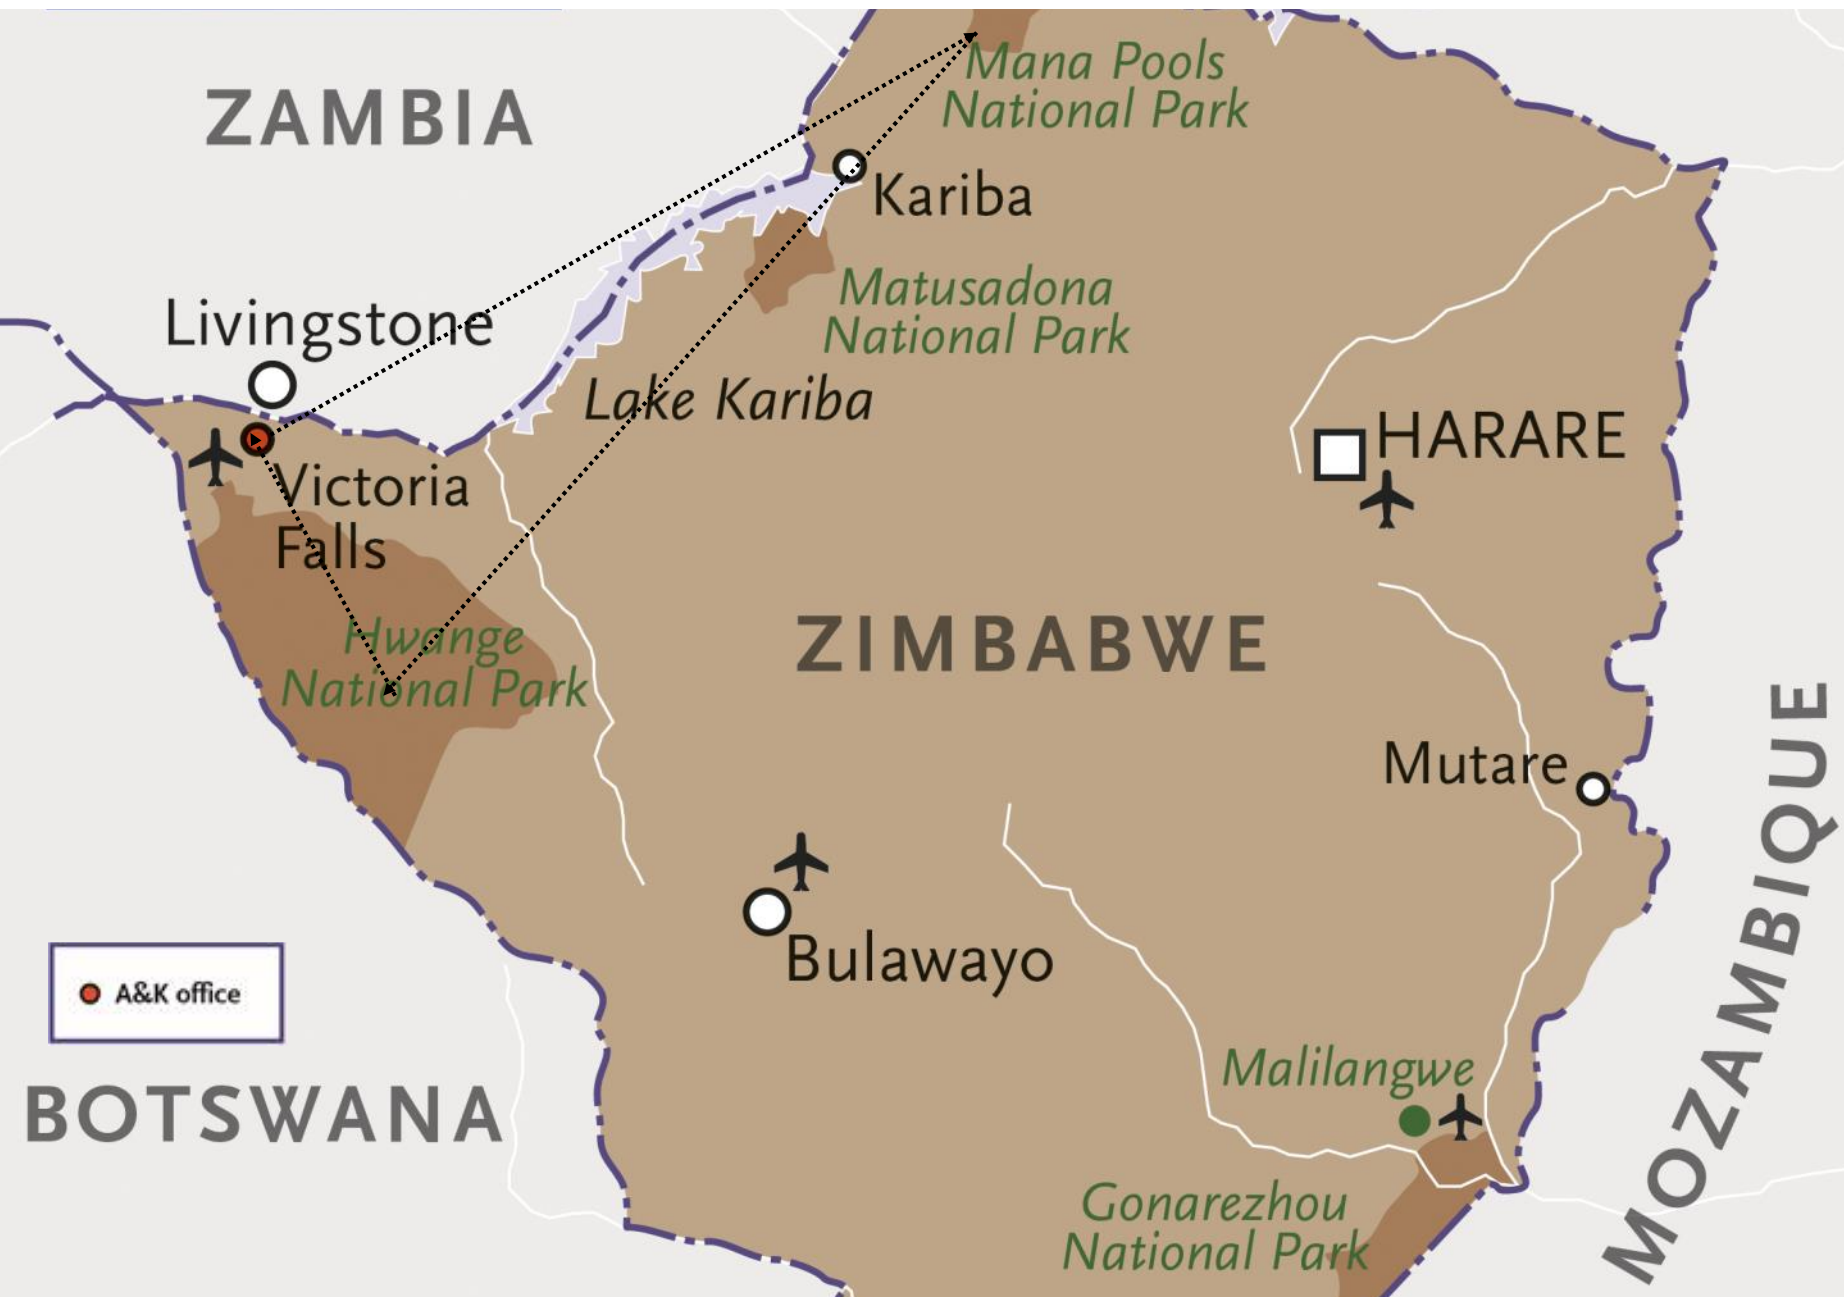 Mana Pools
National Park
ZAMBIA
Kariba
Matusadona
National Park
Livingstone
Lake Kariba
HARARE
Victoria
Falls
Hwange
National Park
ZIMBABWE
Mutare
MOZAMBIQUE
Bulawayo
A&K office
Malilangwe
BOTSWANA
Gonarezhou
National Park